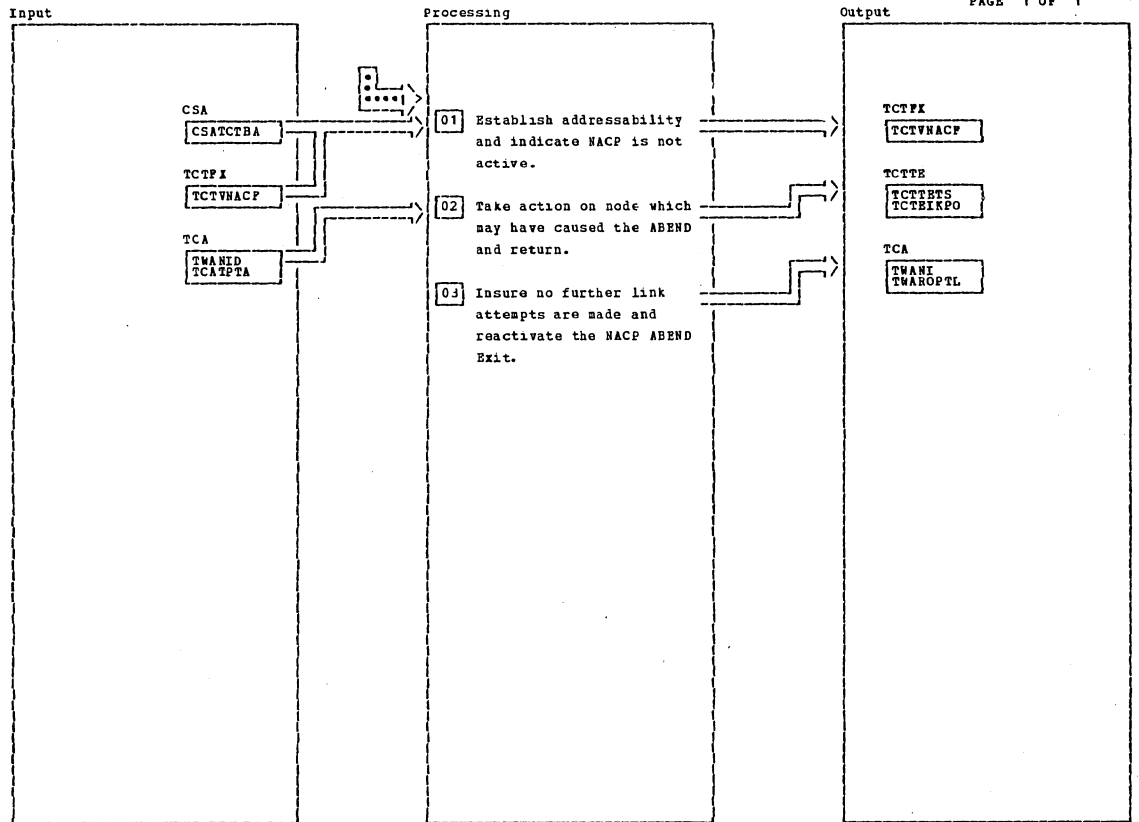 PAGE 1 OF 1
Input
Processing
Output
CSA
CSATCTBA
TCTPX
TCTVNACP
TCA
TWANID
TCATPTA
01 Establish addressability
and indicate NACP is not
active.
02 Take action on node which
may have caused the ABEND
and return.
03 Insure no further link
attempts are made and
reactivate the NACP ABEND
Exit.
TCTPX
TCTVNACP
TCTTE
TCTTETS
TCTEIKPO
TCA
TWANI
TWAROPTL